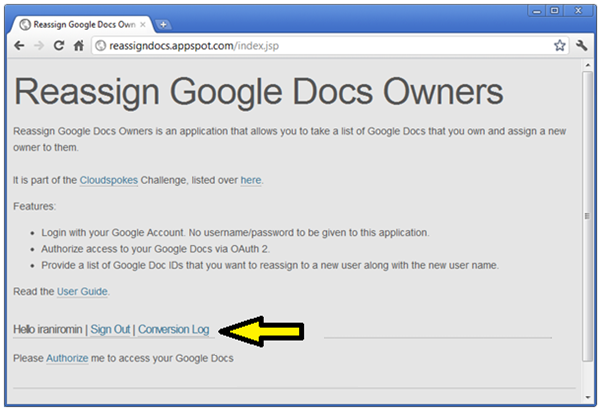 Reassign Google Docs Own
reassigndocs.appspot.com/index.jsp
Reassign Google Docs Owners
Reassign Google Docs Owners is an application that allows you to take a list of Google Docs that you own and assign a new
owner to them.
It is part of the Cloudspokes Challenge, listed over here.
Features:
Login with your Google Account. No username/password to be given to this application.
Authorize access to your Google Docs via OAuth 2.
Provide a list of Google Doc IDs that you want to reassign to a new user along with the new user name.
Read the User Guide.
Hello iraniromin | Sign Out | Conversion Log
Please Authorize me to access your Google Docs